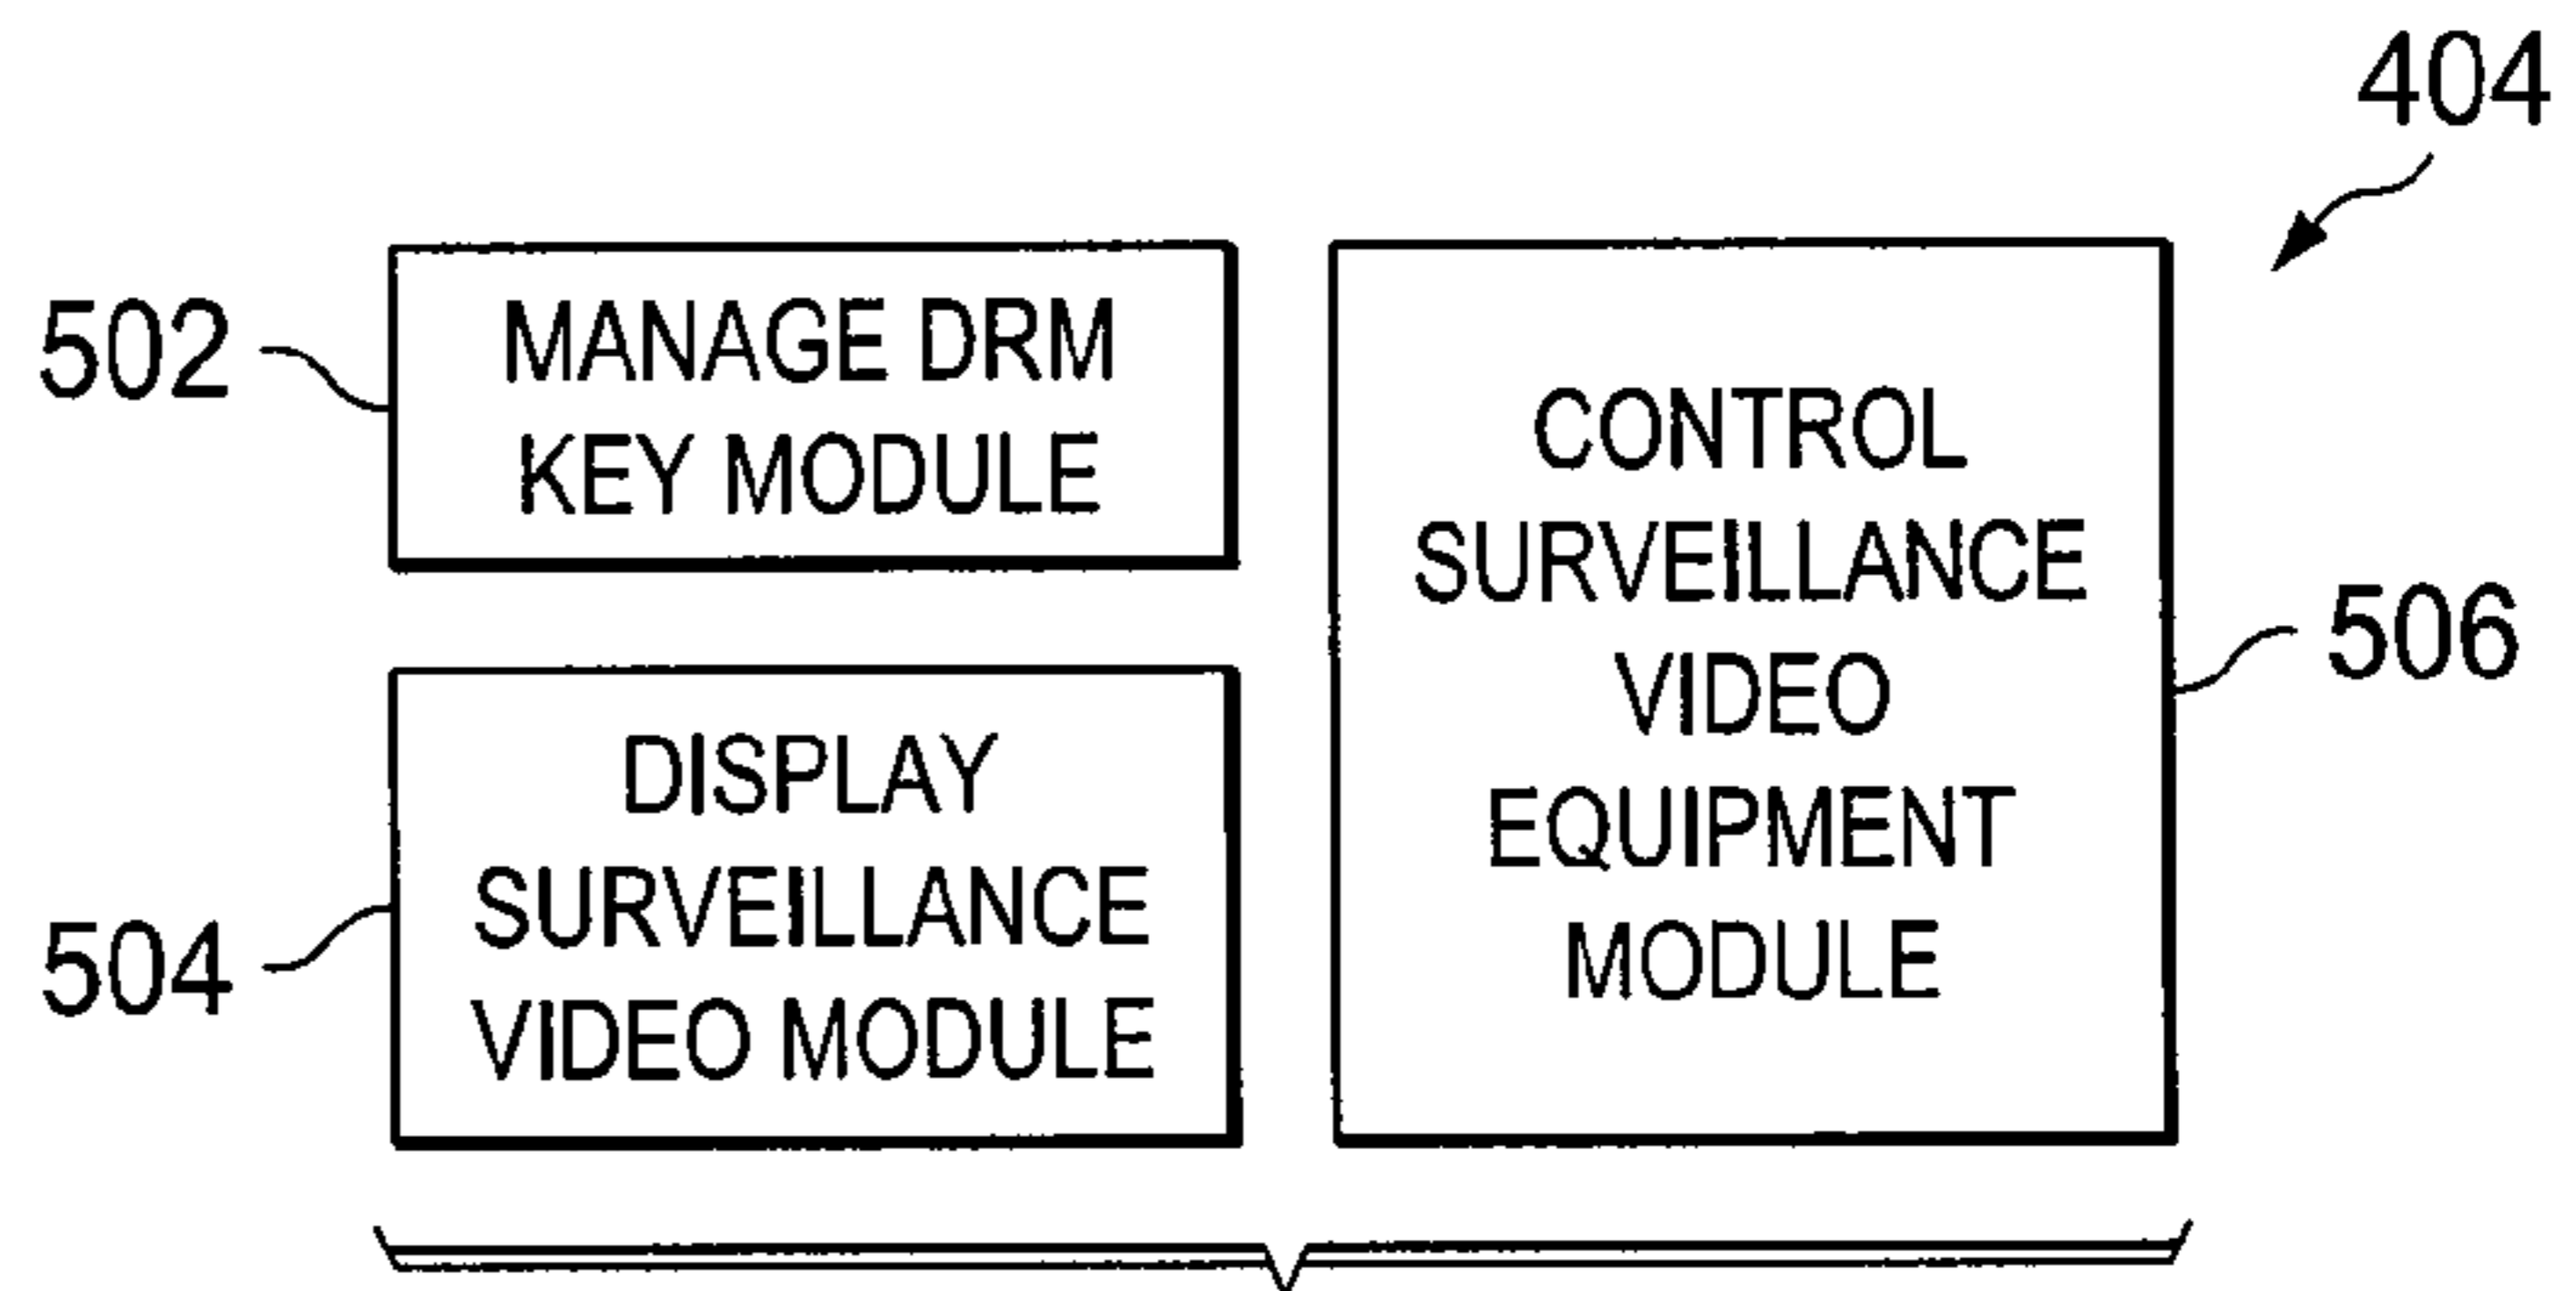 404
502
MANAGE DRM
KEY MODULE
504
DISPLAY
SURVEILLANCE
VIDEO MODULE
CONTROL
SURVEILLANCE
VIDEO
EQUIPMENT
MODULE
506